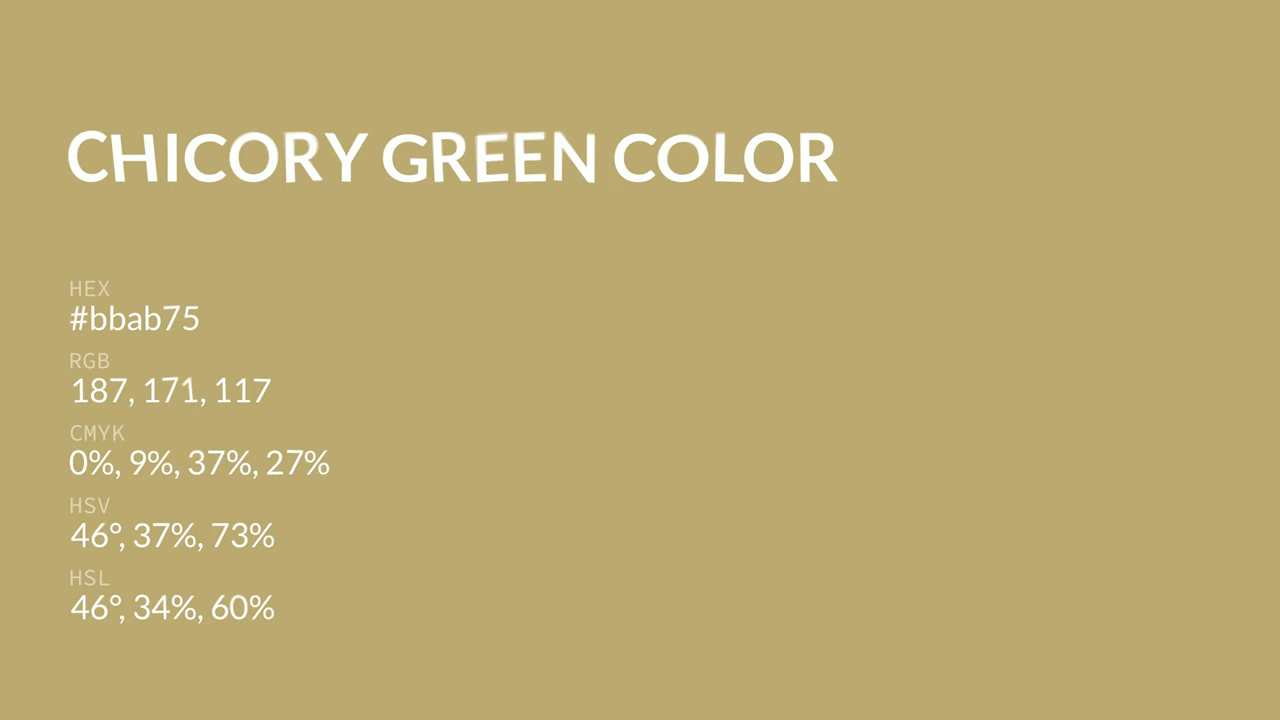 CHICORY GREEN COLOR
HEX
#bbab75
RGB
187, 171, 117
CMYK
0%, 9%, 37%, 27%
HSV
46°, 37%, 73%
HSL
46°, 34%, 60%